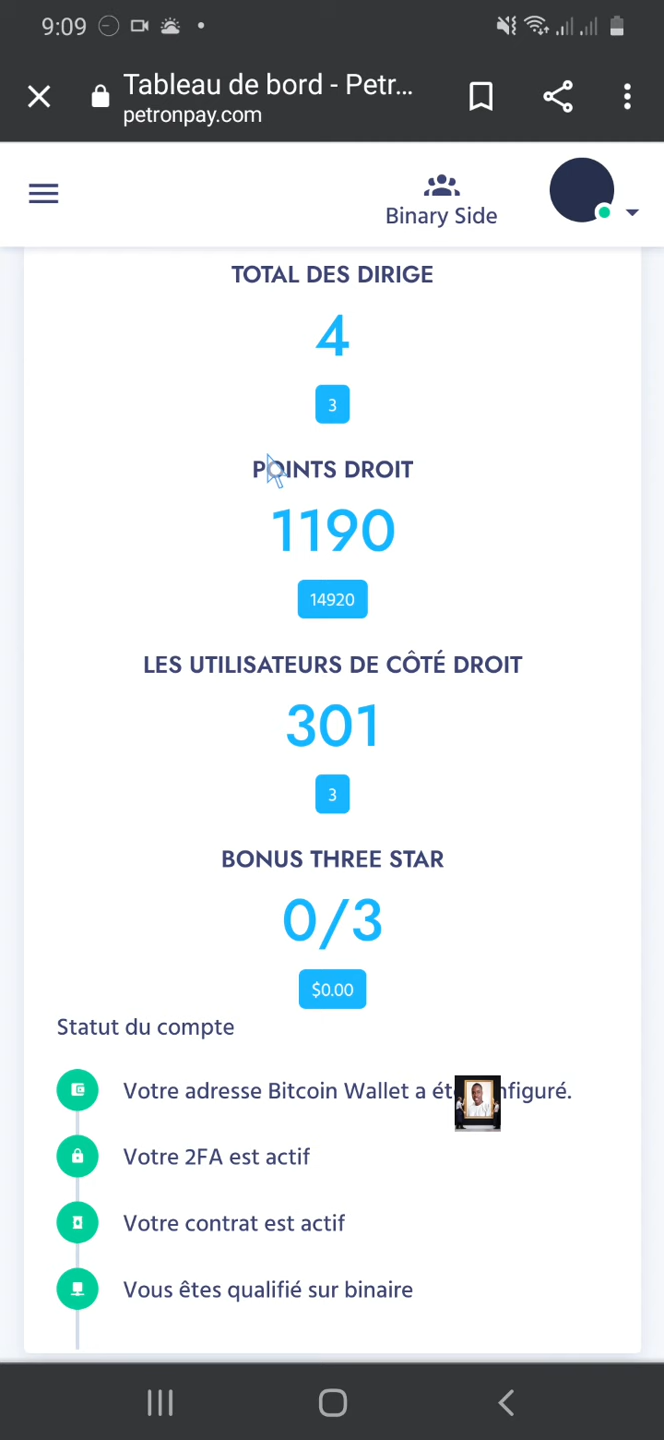 9:09
Tableau de bord - Petr...
petronpay.com
Binary Side
TOTAL DES DIRIGE
4
3
POINTS DROIT
1190
14920
LES UTILISATEURS DE CÔTÉ DROIT
301
3
BONUS THREE STAR
0/3
$0.00
Statut du compte
Votre adresse Bitcoin Wallet a été configuré.
Votre 2FA est actif
Votre contrat est actif
Vous êtes qualifié sur binaire